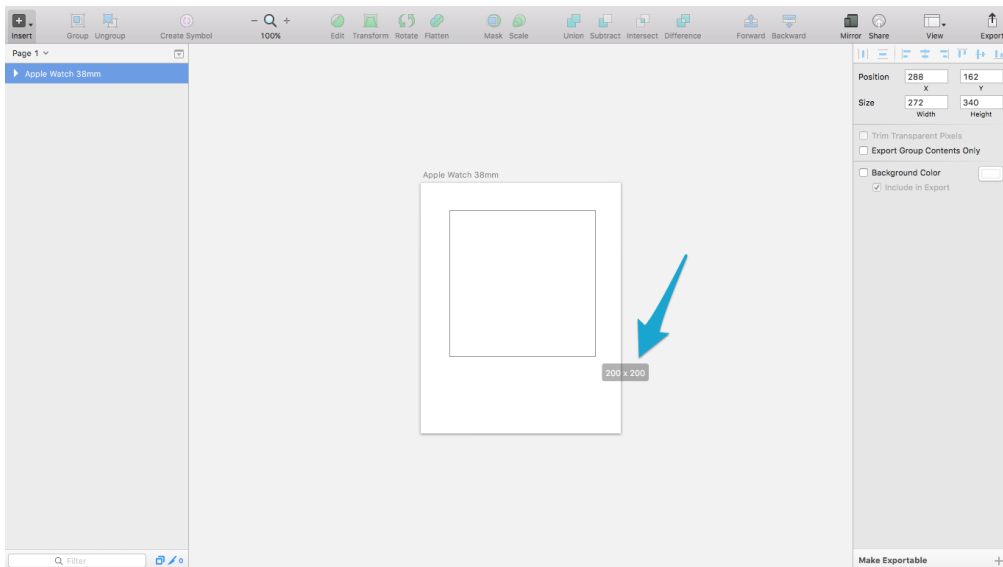 Insert Group Ungroup Create Symbol 100% Edit Transform Rotate Flatten Mask Scale Union Subtract Intersect Difference Forward Backward Mirror Share View Export
Page 1
Apple Watch 38mm
Filter
0
Apple Watch 38mm
200 x 200
Position 288 162
X Y
Size 272 340
Width Height
Trim Transparent Pixels
Export Group Contents Only
Background Color
Include in Export
Make Exportable